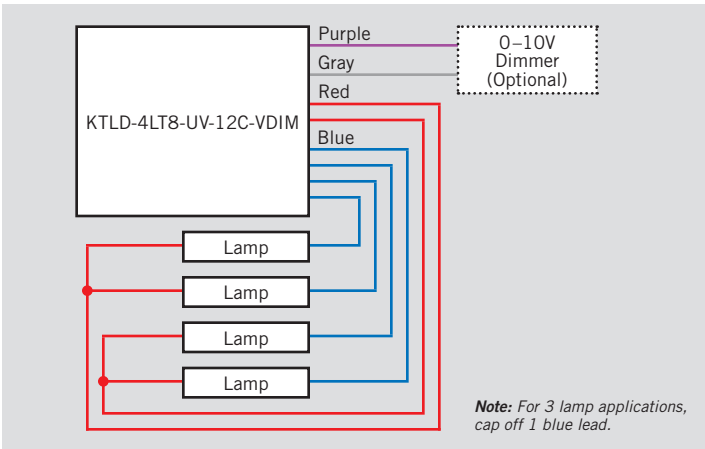 Purple
Gray
Red
Blue
KTLD-4LT8-UV-12C-VDIM
0–10V
Dimmer
(Optional)
Lamp
Lamp
Lamp
Lamp
Note: For 3 lamp applications,
cap off 1 blue lead.